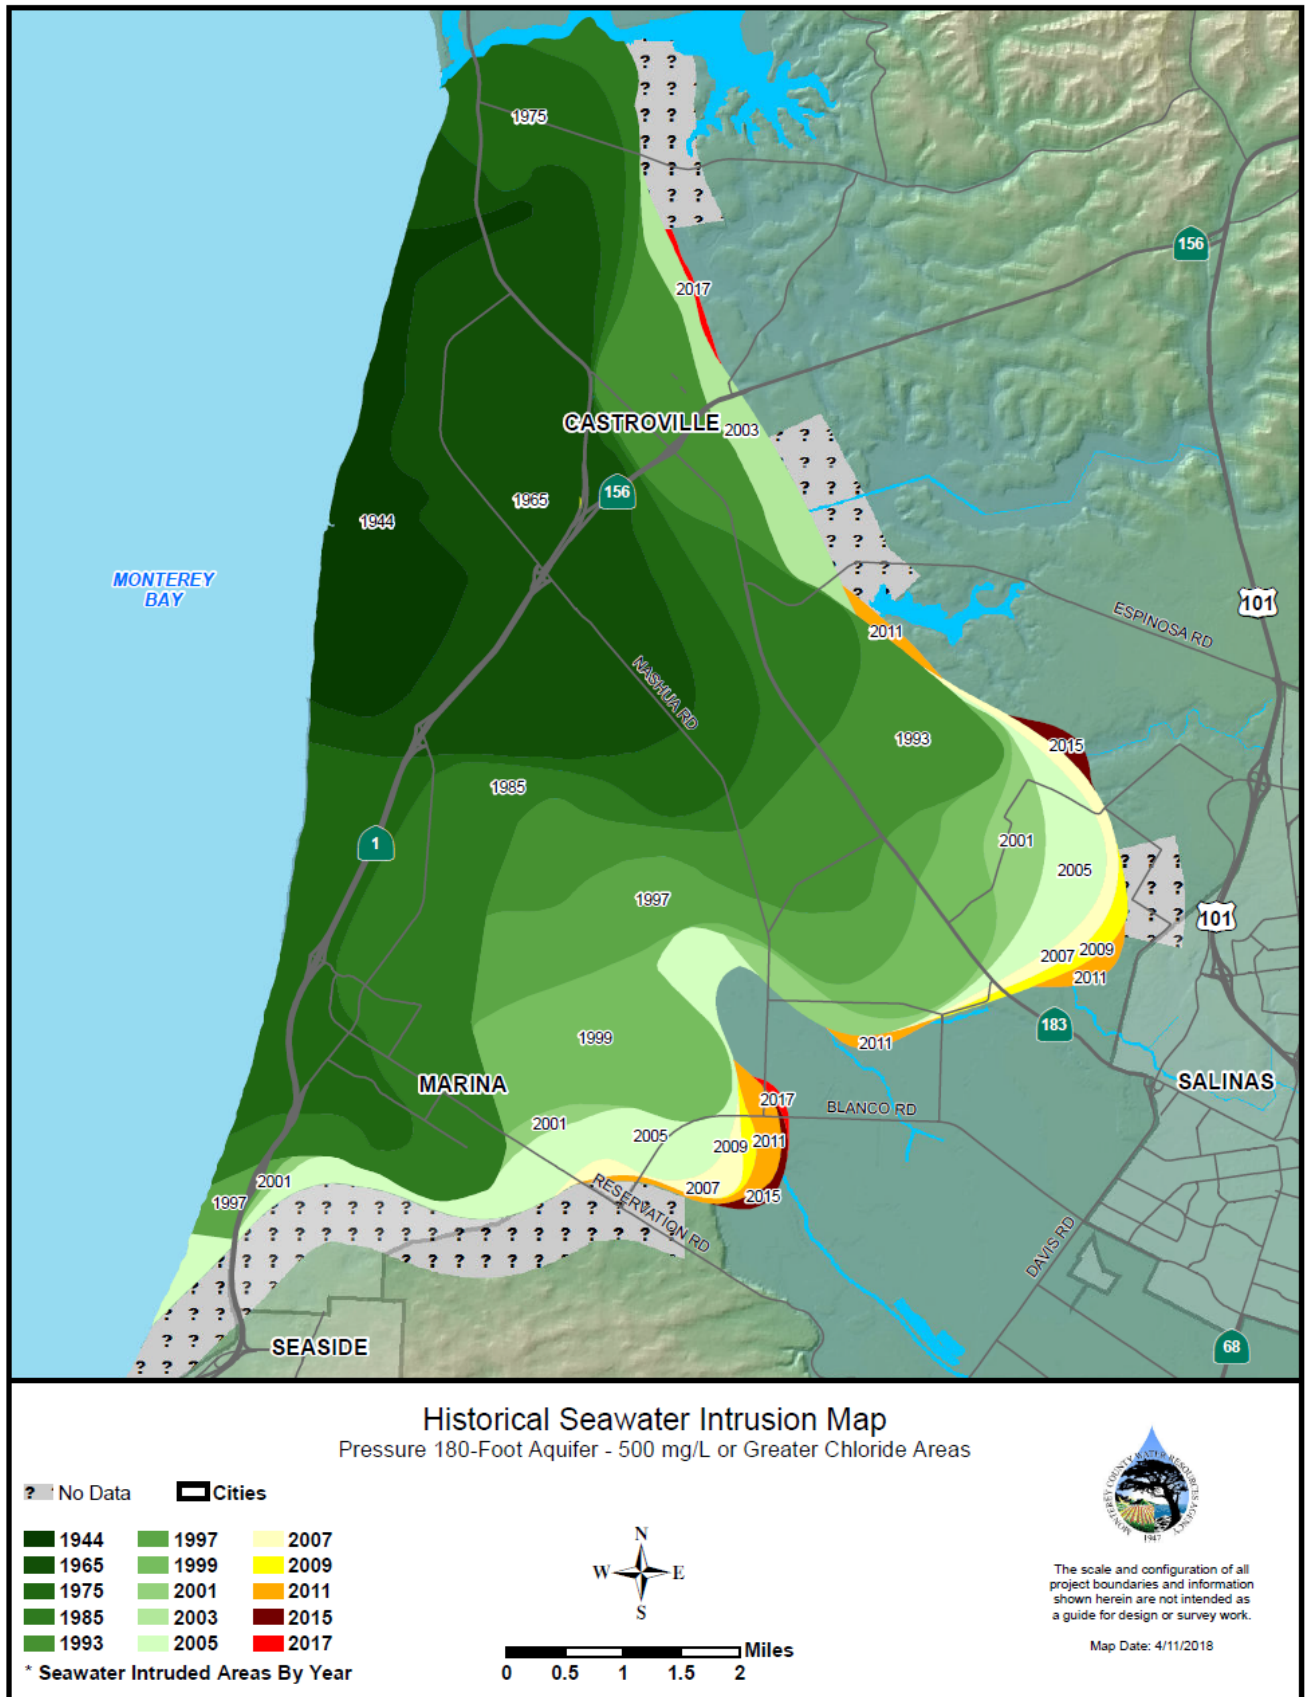 1975
156
2017
CASTROVILLE
2003
1965
156
1944
MONTEREY
BAY
101
ESPINOSA RD
2011
NASHUA RD
1993
2015
1985
1
2001
2005
1997
101
2007
2009
2011
183
1999
2011
MARINA
SALINAS
2017
BLANCO RD
2001
2005
2009
2011
2001
RESERVATION RD
2007
2015
1997
DAVIS RD
SEASIDE
68
Historical Seawater Intrusion Map
Pressure 180-Foot Aquifer - 500 mg/L or Greater Chloride Areas
? No Data
Cities
1944
1965
1975
1985
1993
1997
1999
2001
2003
2005
2007
2009
2011
2015
2017
* Seawater Intruded Areas By Year
N
W E
S
Miles
0 0.5 1 1.5 2
MONTEREY COUNTY WATER RESOURCES AGENCY
1947
The scale and configuration of all
project boundaries and information
shown herein are not intended as
a guide for design or survey work.
Map Date: 4/11/2018